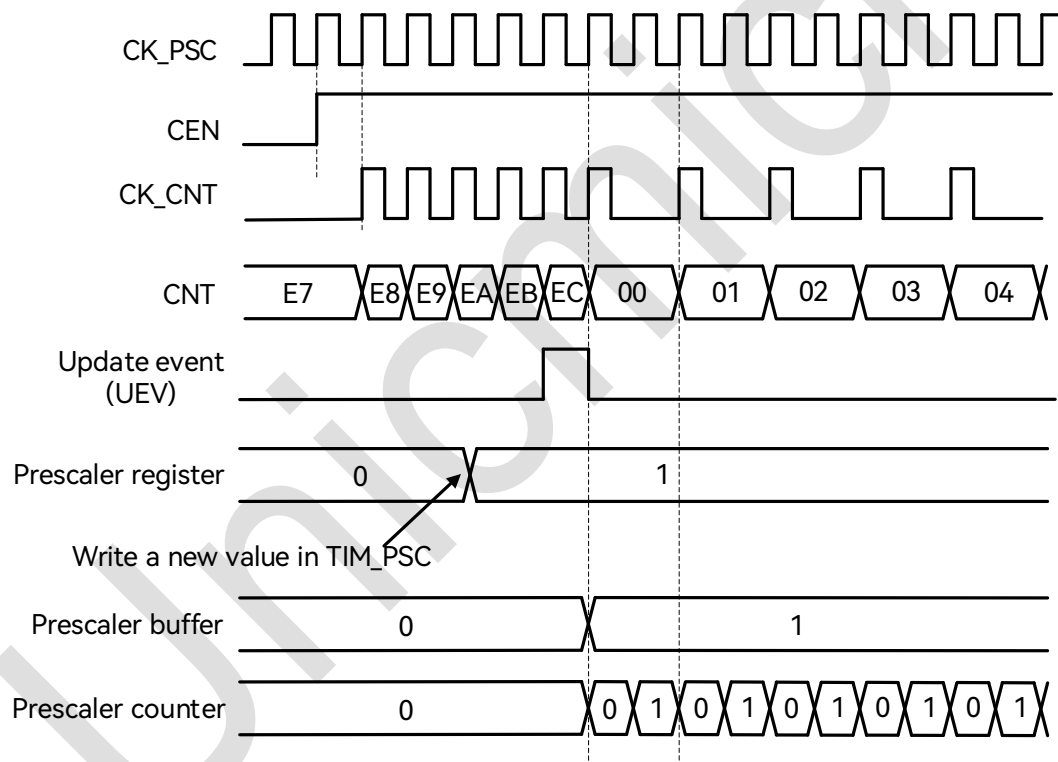 CK_PSC
CEN
CK_CNT
CNT E7 E8 E9 EA EB EC 00 01 02 03 04
Update event
(UEV)
Prescaler register 0 1
Write a new value in TIM_PSC
Prescaler buffer 0 1
Prescaler counter 0 0 1 0 1 0 1 0 1 0 1
Unicmicr